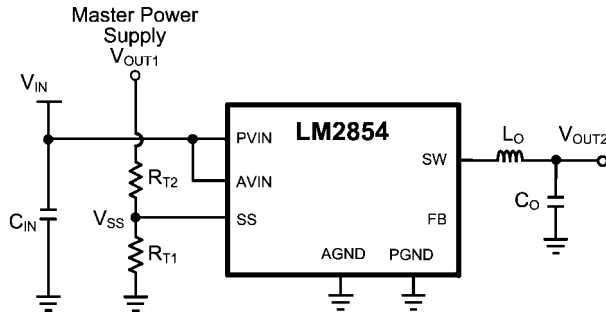 Master Power
Supply
VOUT1
VIN
LM2854
PVIN
AVIN
SS
SW
FB
AGND
PGND
RT2
VSS
RT1
CIN
LO
VOUT2
CO